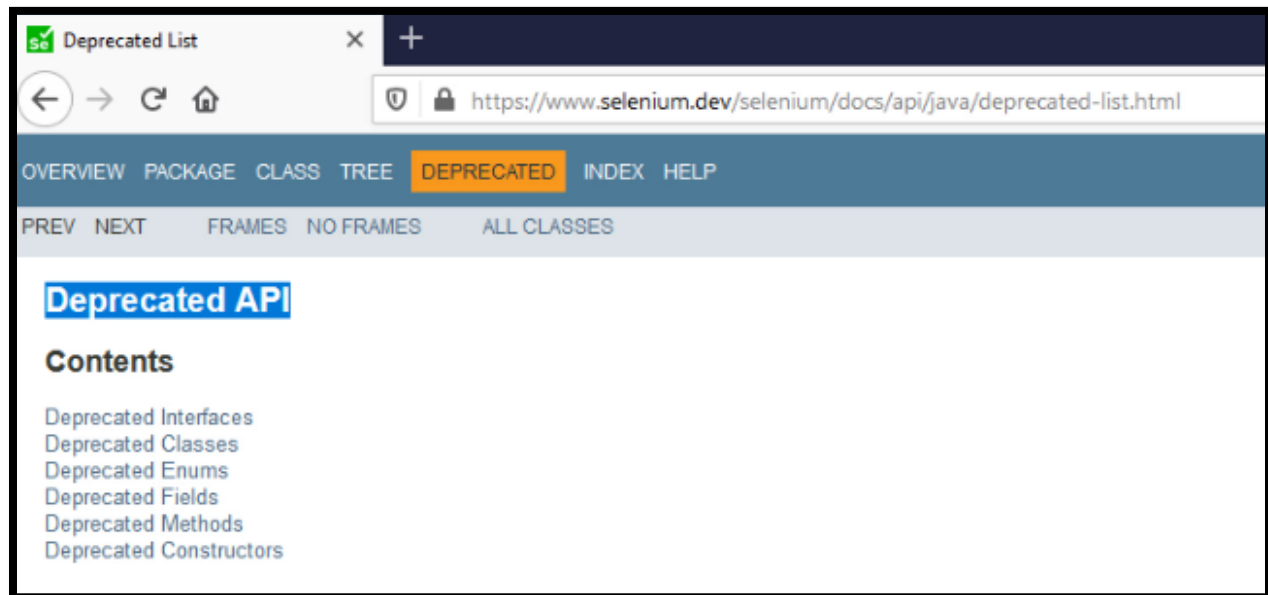 Se Deprecated List
https://www.selenium.dev/selenium/docs/api/java/deprecated-list.html
OVERVIEW PACKAGE CLASS TREE DEPRECATED INDEX HELP
PREV NEXT FRAMES NO FRAMES ALL CLASSES
Deprecated API
Contents
Deprecated Interfaces
Deprecated Classes
Deprecated Enums
Deprecated Fields
Deprecated Methods
Deprecated Constructors